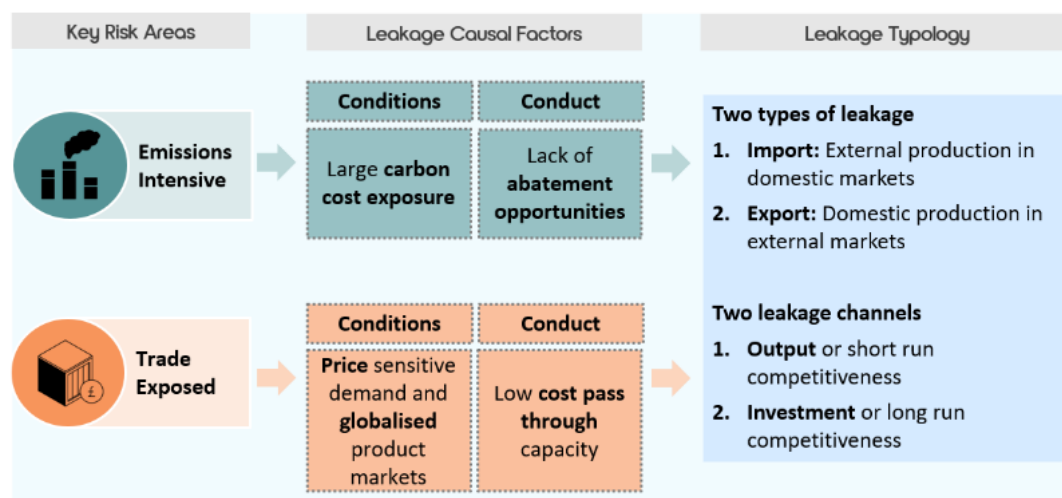 Key Risk Areas
Leakage Causal Factors
Leakage Typology
Emissions
Intensive
Conditions
Large carbon
cost exposure
Conduct
Lack of
abatement
opportunities
Trade
Exposed
£
Conditions
Price sensitive
demand and
globalised
product
markets
Conduct
Low cost pass
through
capacity
Two types of leakage
1. Import: External production in
domestic markets
2. Export: Domestic production in
external markets
Two leakage channels
1. Output or short run
competitiveness
2. Investment or long run
competitiveness